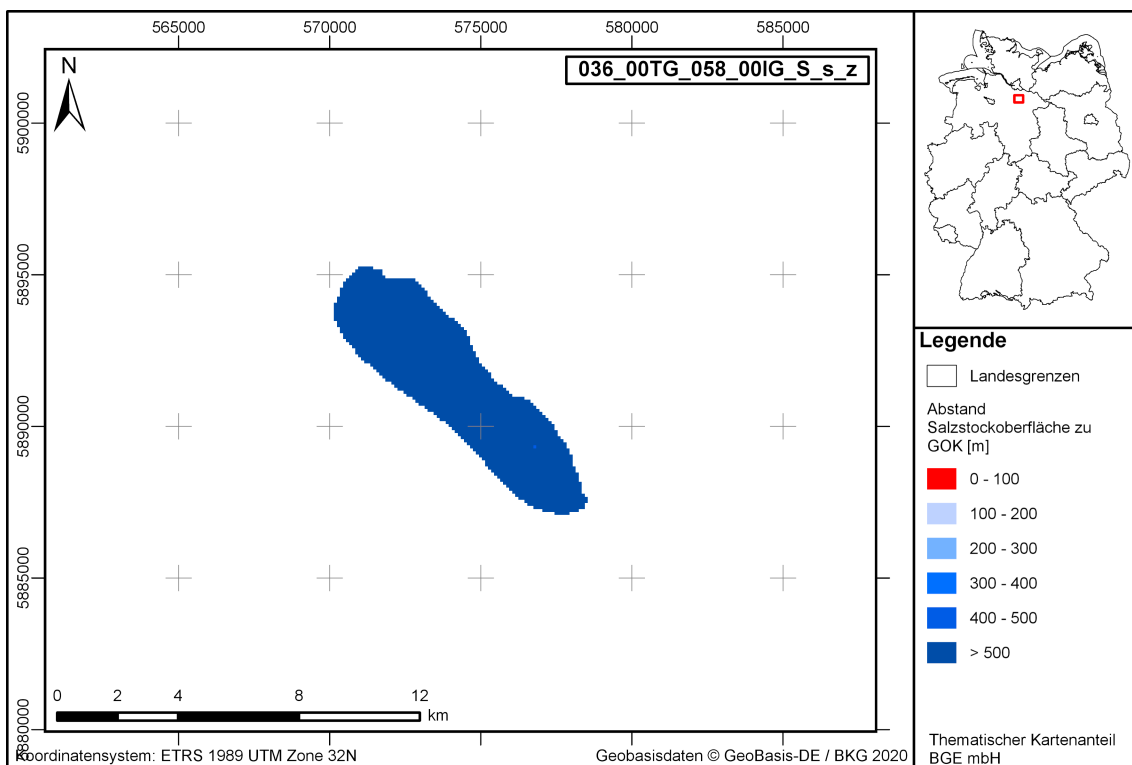 565000
570000
575000
580000
585000
N
036_00TG_058_00IG_S_s_z
5900000
5895000
5890000
5885000
5880000
0
2
4
8
12
km
Koordinatensystem: ETRS 1989 UTM Zone 32N
Geobasisdaten © GeoBasis-DE / BKG 2020
Legende
Landesgrenzen
Abstand
Salzstockoberfläche zu
GOK [m]
0 - 100
100 - 200
200 - 300
300 - 400
400 - 500
> 500
Thematischer Kartenanteil
BGE mbH